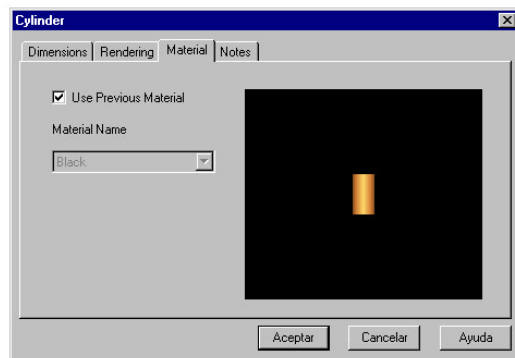 Cylinder
Dimensions Rendering Material Notes
Use Previous Material
Material Name
Black
Aceptar Cancelar Ayuda